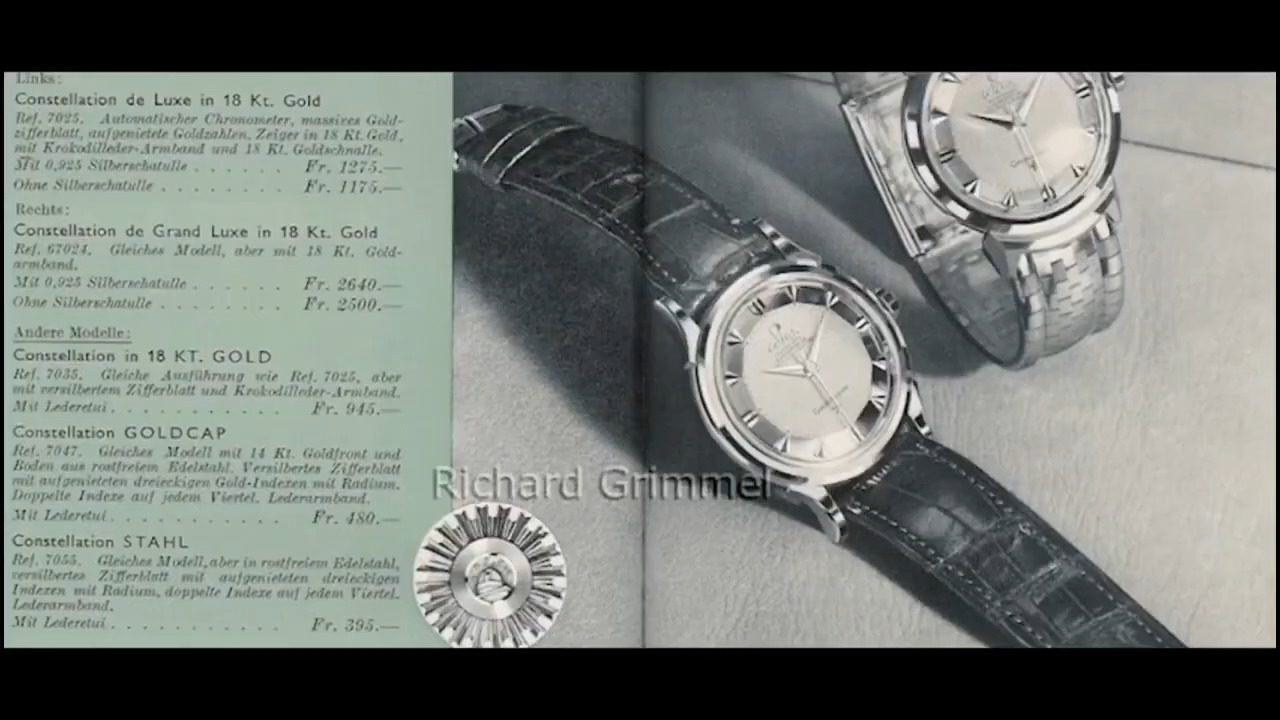 Links:
Constellation de Luxe in 18 Kt. Gold
Ref. 7025. Automatischer Chronometer, massives Gold-
zifferblatt, aufgenietete Goldzahlen, Zeiger in 18 Kt. Gold,
mit Krokodilleder-Armband und 18 Kt. Goldschnalle.
Mit 0,925 Silberschatulle . . . . . . Fr. 1275.—
Ohne Silberschatulle . . . . . . . . Fr. 1175.—
Rechts:
Constellation de Grand Luxe in 18 Kt. Gold
Ref. 67024. Gleiches Modell, aber mit 18 Kt. Gold-
armband.
Mit 0,925 Silberschatulle . . . . . . Fr. 2640.—
Ohne Silberschatulle . . . . . . . . Fr. 2500.—
Andere Modelle:
Constellation in 18 KT. GOLD
Ref. 7035. Gleiche Ausführung wie Ref. 7025, aber
mit versilbertem Zifferblatt und Krokodilleder-Armband.
Mit Lederetui . . . . . . . . . . . Fr. 945.—
Constellation GOLDCAP
Ref. 7047. Gleiches Modell mit 14 Kt. Goldfront und
Boden aus rostfreiem Edelstahl. Versilbertes Zifferblatt
mit aufgenieteten dreieckigen Gold-Indexen mit Radium.
Doppelte Indexe auf jedem Viertel. Lederarmband.
Mit Lederetui . . . . . . . . . . . Fr. 480.—
Constellation STAHL
Ref. 7055. Gleiches Modell, aber in rostfreiem Edelstahl,
versilbertes Zifferblatt mit aufgenieteten dreieckigen
Indexen mit Radium, doppelte Indexe auf jedem Viertel.
Lederarmband.
Mit Lederetui . . . . . . . . . . . Fr. 395.—
Ω
OMEGA
Richard Grimmel